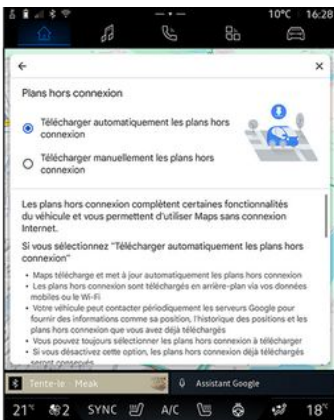 10°C 16:28
Plans hors connexion
Télécharger automatiquement les plans hors
connexion
Télécharger manuellement les plans hors
connexion
Les plans hors connexion complètent certaines fonctionnalités
du véhicule et vous permettent d'utiliser Maps sans connexion
Internet.
Si vous sélectionnez "Télécharger automatiquement les plans hors
connexion"
• Maps télécharge et met à jour automatiquement les plans hors connexion
• Les plans hors connexion sont téléchargés en arrière-plan via vos données
mobiles ou le Wi-Fi
• Votre véhicule peut contacter périodiquement les serveurs Google pour
fournir des informations comme sa position, l'historique des positions et les
plans hors connexion que vous avez déjà téléchargés
• Vous pouvez toujours sélectionner les plans hors connexion à télécharger
• Si vous désactivez cette option, les plans hors connexion déjà téléchargés
seront conservés
Tente-le · Meak
Assistant Google
21° 2 SYNC A/C 18°